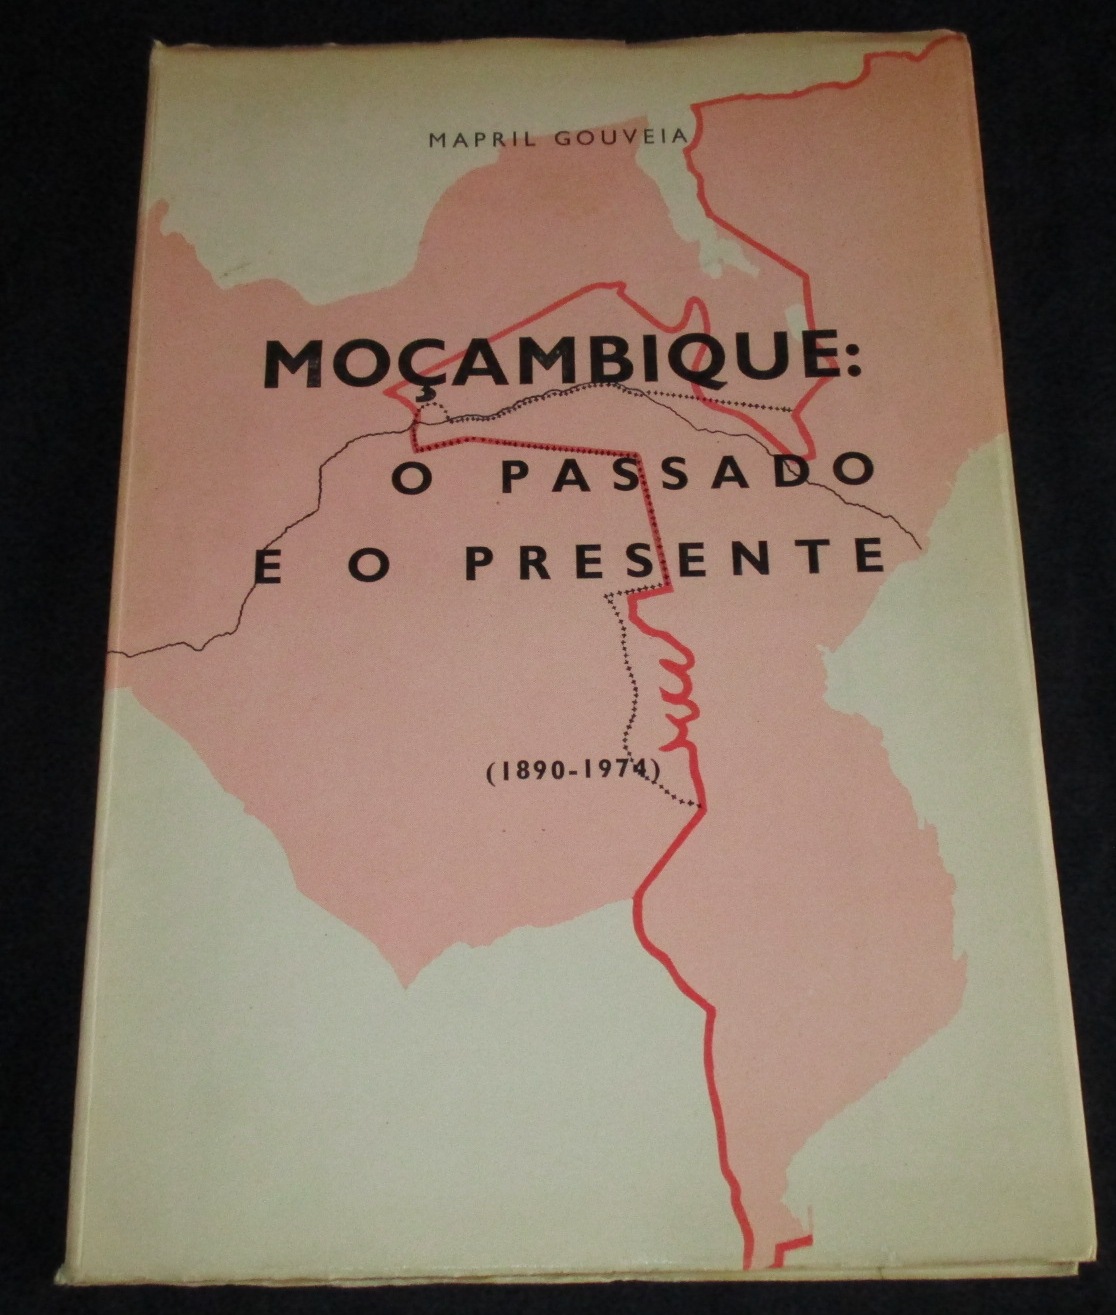 MAPRIL GOUVEIA
MOÇAMBIQUE:
O PASSADO
E O PRESENTE
(1890-1974)